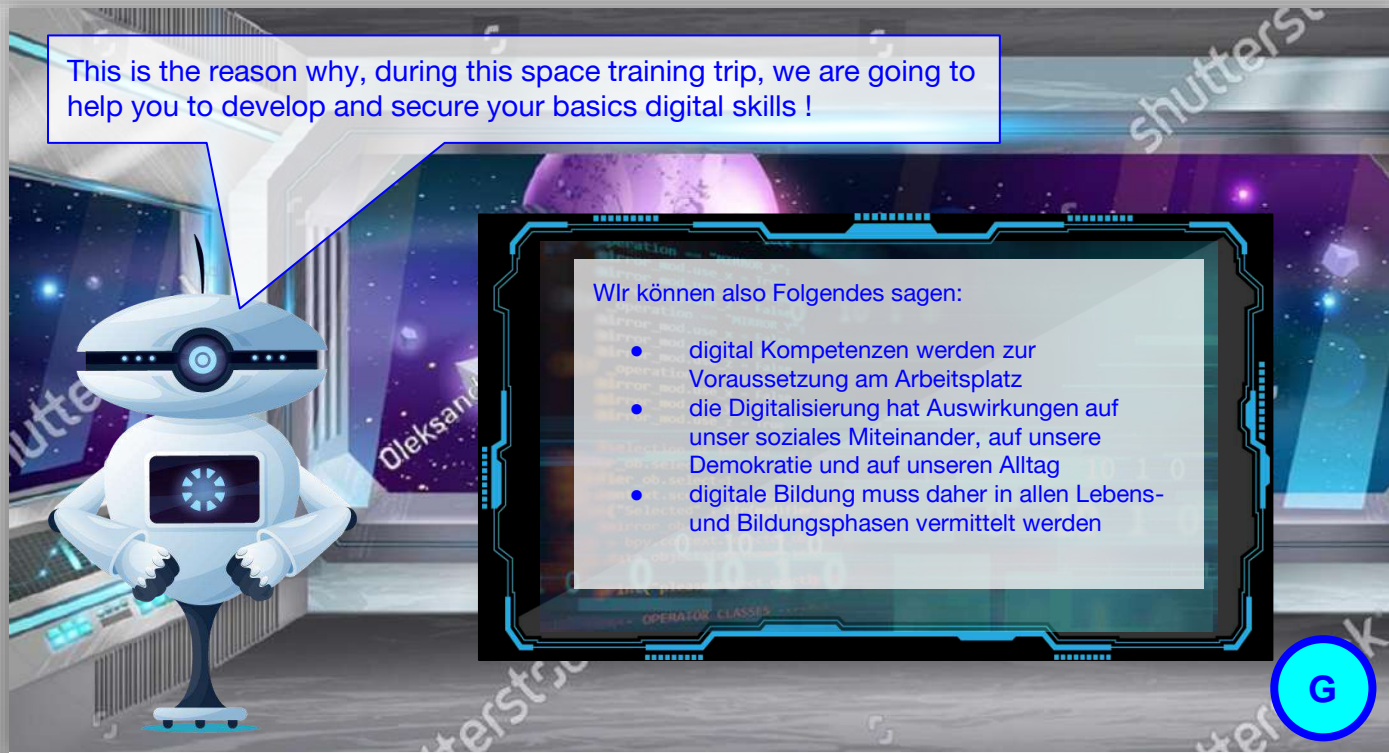 This is the reason why, during this space training trip, we are going to
help you to develop and secure your basics digital skills !
WIr können also Folgendes sagen:
● digital Kompetenzen werden zur
Voraussetzung am Arbeitsplatz
● die Digitalisierung hat Auswirkungen auf
unser soziales Miteinander, auf unsere
Demokratie und auf unseren Alltag
● digitale Bildung muss daher in allen Lebens-
und Bildungsphasen vermittelt werden
OPERATOR CLASSES
G